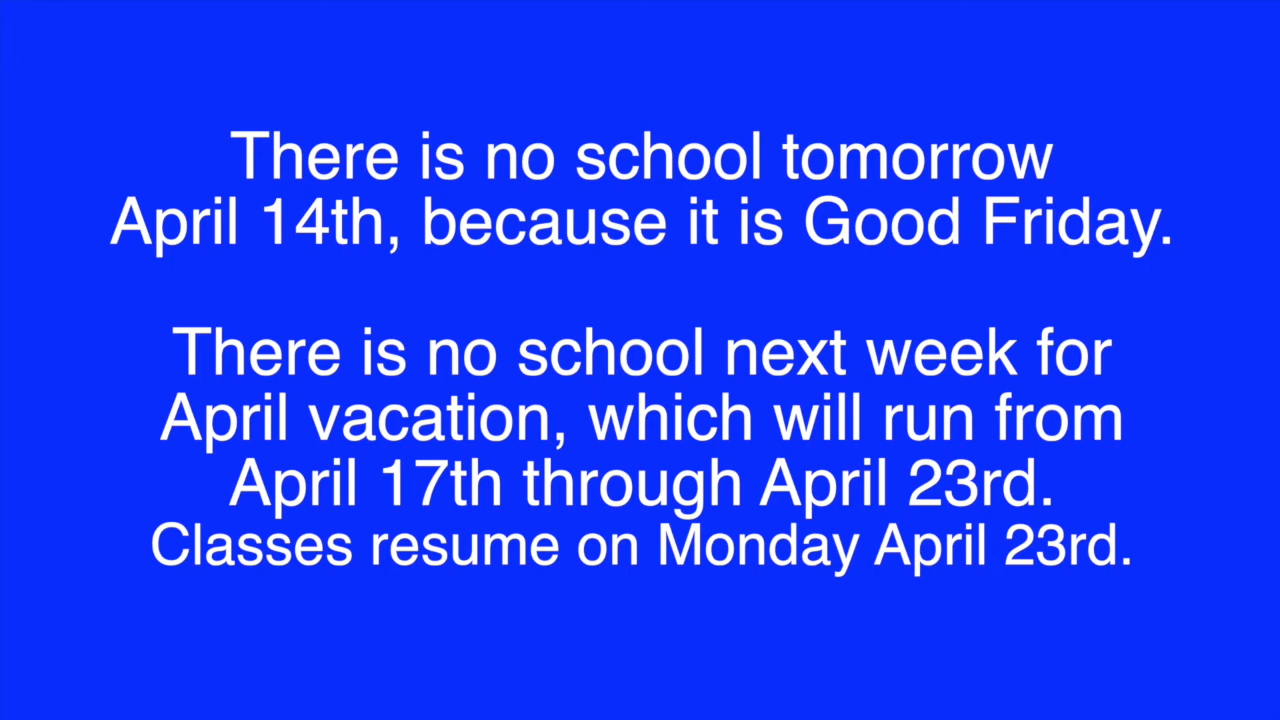 There is no school tomorrow
April 14th, because it is Good Friday.
There is no school next week for
April vacation, which will run from
April 17th through April 23rd.
Classes resume on Monday April 23rd.